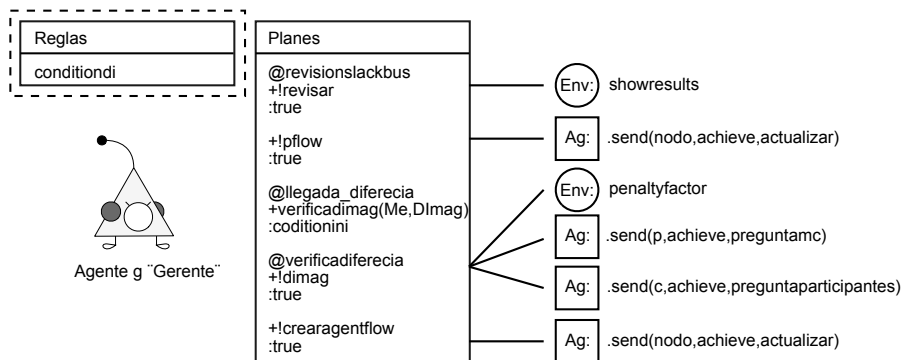 Reglas
conditiondi
Agente g ¨Gerente¨
Planes
@revisionslackbus
+!revisar
:true
+!pflow
:true
@llegada_diferecia
+verificadimag(Me,DImag)
:coditionini
@verificadiferecia
+!dimag
:true
+!crearagentflow
:true
Env: showresults
Ag: .send(nodo,achieve,actualizar)
Env: penaltyfactor
Ag: .send(p,achieve,preguntamc)
Ag: .send(c,achieve,preguntaparticipantes)
Ag: .send(nodo,achieve,actualizar)